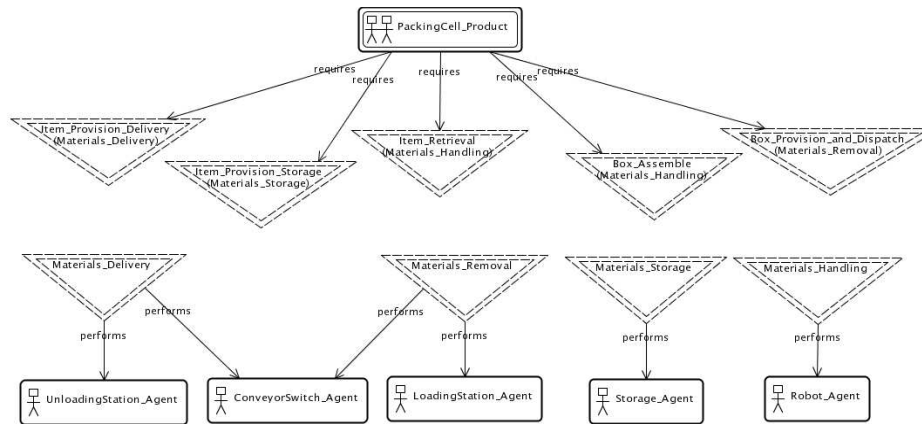 PackingCell_Product
requires
requires
requires
requires
requires
Item_Provision_Delivery
(Materials_Delivery)
Item_Provision_Storage
(Materials_Storage)
Item_Retrieval
(Materials_Handling)
Box_Assemble
(Materials_Handling)
Box_Provision_and_Dispatch
(Materials_Removal)
Materials_Delivery
Materials_Removal
Materials_Storage
Materials_Handling
performs
performs
performs
performs
performs
performs
UnloadingStation_Agent
ConveyorSwitch_Agent
LoadingStation_Agent
Storage_Agent
Robot_Agent